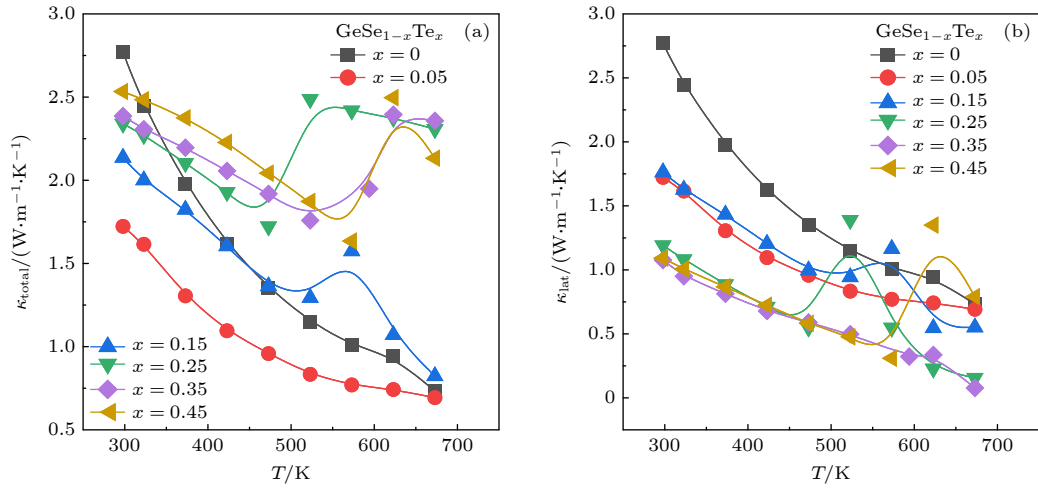 GeSe₁₋ₓTeₓ (a)
x = 0
x = 0.05
x = 0.15
x = 0.25
x = 0.35
x = 0.45
3.0
2.5
2.0
1.5
1.0
0.5
κtotal/(W·m⁻¹·K⁻¹)
300 400 500 600 700
T/K
GeSe₁₋ₓTeₓ (b)
x = 0
x = 0.05
x = 0.15
x = 0.25
x = 0.35
x = 0.45
3.0
2.5
2.0
1.5
1.0
0.5
0
κlat/(W·m⁻¹·K⁻¹)
300 400 500 600 700
T/K